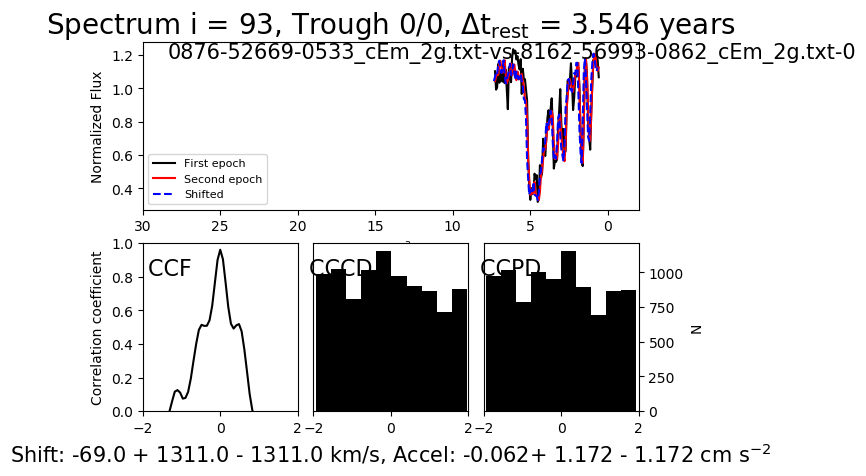 Spectrum i = 93, Trough 0/0, Δt_rest = 3.546 years
0876-52669-0533_cEm_2g.txt-vs-8162-56993-0862_cEm_2g.txt-0
Normalized Flux
1.2
1.0
0.8
0.6
0.4
First epoch
Second epoch
Shifted
30 25 20 15 10 5 0
Correlation coefficient
1.0
0.8
0.6
0.4
0.2
0.0
CCF
CCCD
CCPD
1000
750
500
250
0
N
−2 0 2
−2 0 2
−2 0 2
Shift: -69.0 + 1311.0 - 1311.0 km/s, Accel: -0.062+ 1.172 - 1.172 cm s⁻²